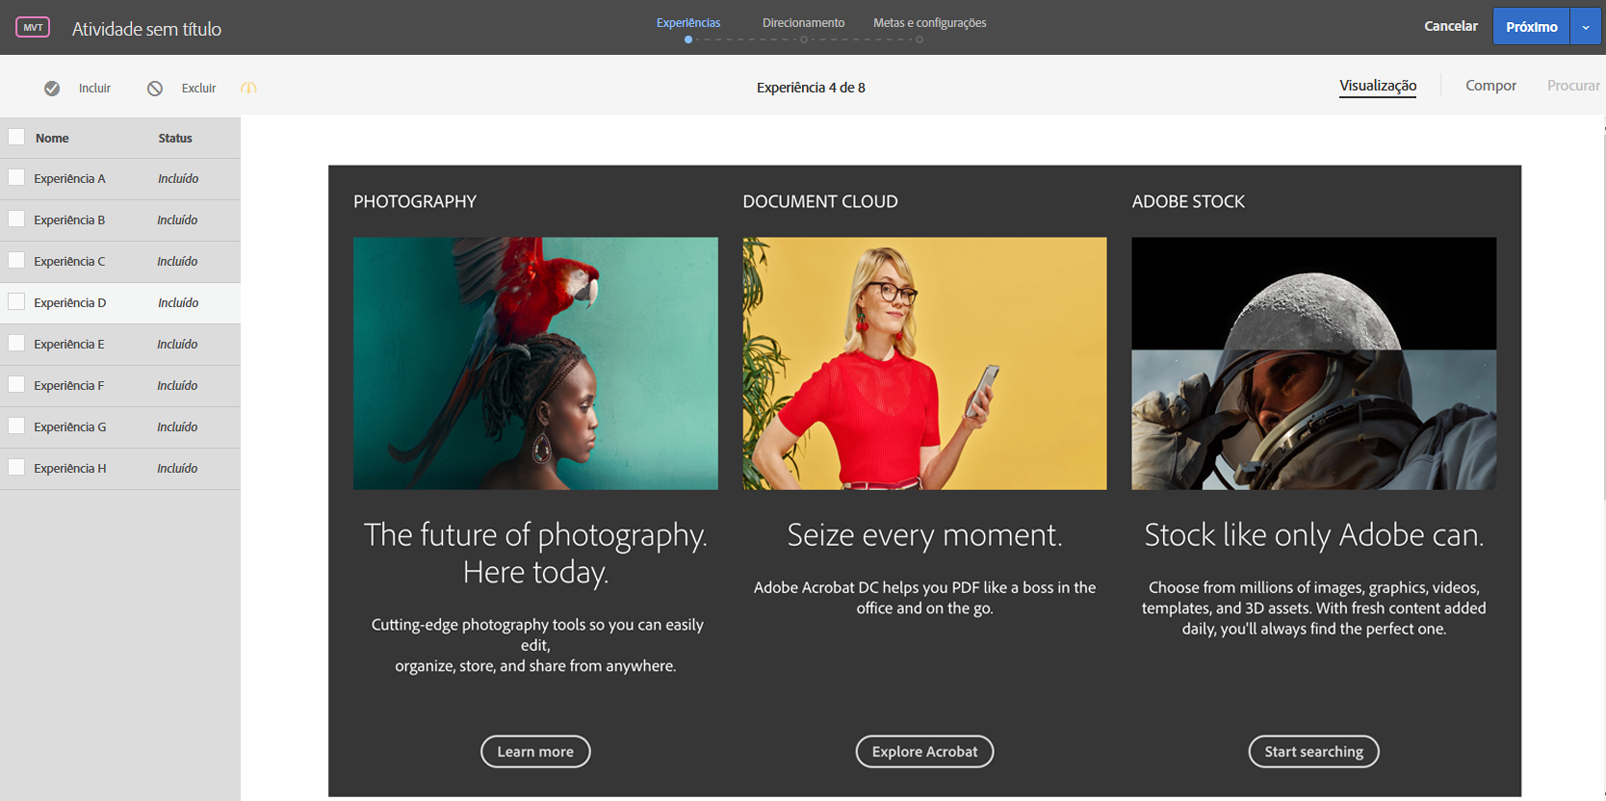 MVT Atividade sem título Experiências Direcionamento Metas e configurações Cancelar Próximo
Incluir Excluir Experiência 4 de 8 Visualização Compor Procurar
Nome Status
Experiência A Incluído
Experiência B Incluído
Experiência C Incluído
Experiência D Incluído
Experiência E Incluído
Experiência F Incluído
Experiência G Incluído
Experiência H Incluído
PHOTOGRAPHY
The future of photography.
Here today.
Cutting-edge photography tools so you can easily
edit,
organize, store, and share from anywhere.
Learn more
DOCUMENT CLOUD
Seize every moment.
Adobe Acrobat DC helps you PDF like a boss in the
office and on the go.
Explore Acrobat
ADOBE STOCK
Stock like only Adobe can.
Choose from millions of images, graphics, videos,
templates, and 3D assets. With fresh content added
daily, you'll always find the perfect one.
Start searching